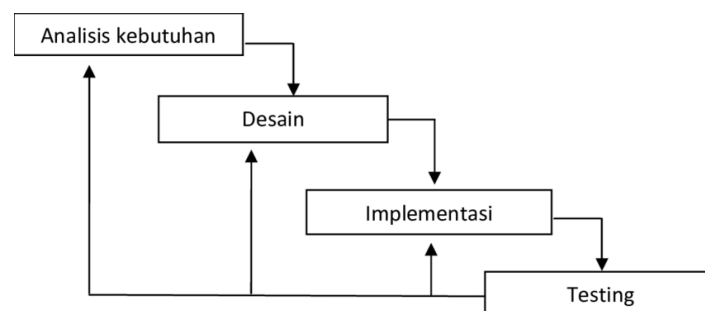 Analisis kebutuhan
Desain
Implementasi
Testing